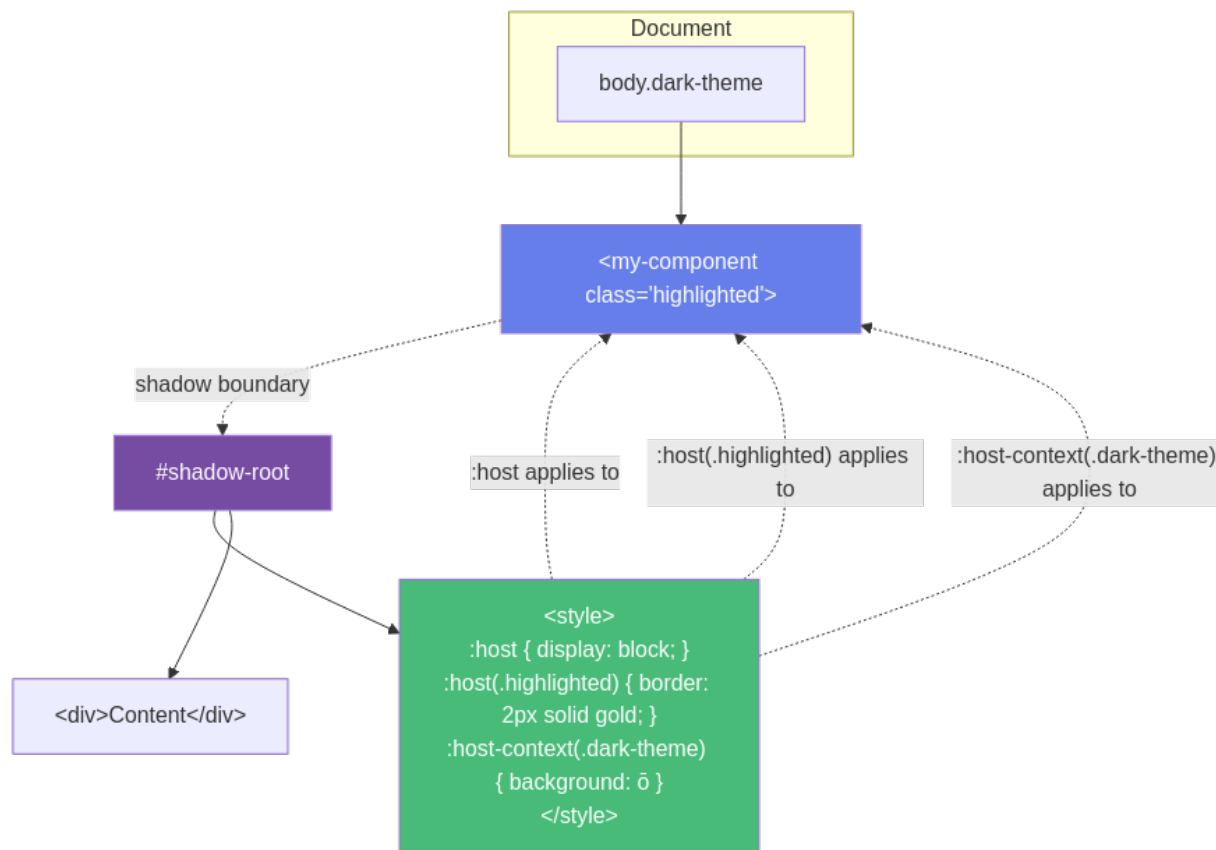 Document
body.dark-theme
<my-component
class='highlighted'>
shadow boundary
#shadow-root
:host applies to
:host(.highlighted) applies
to
:host-context(.dark-theme)
applies to
<style>
:host { display: block; }
:host(.highlighted) { border:
2px solid gold; }
:host-context(.dark-theme)
{ background: ō }
</style>
<div>Content</div>